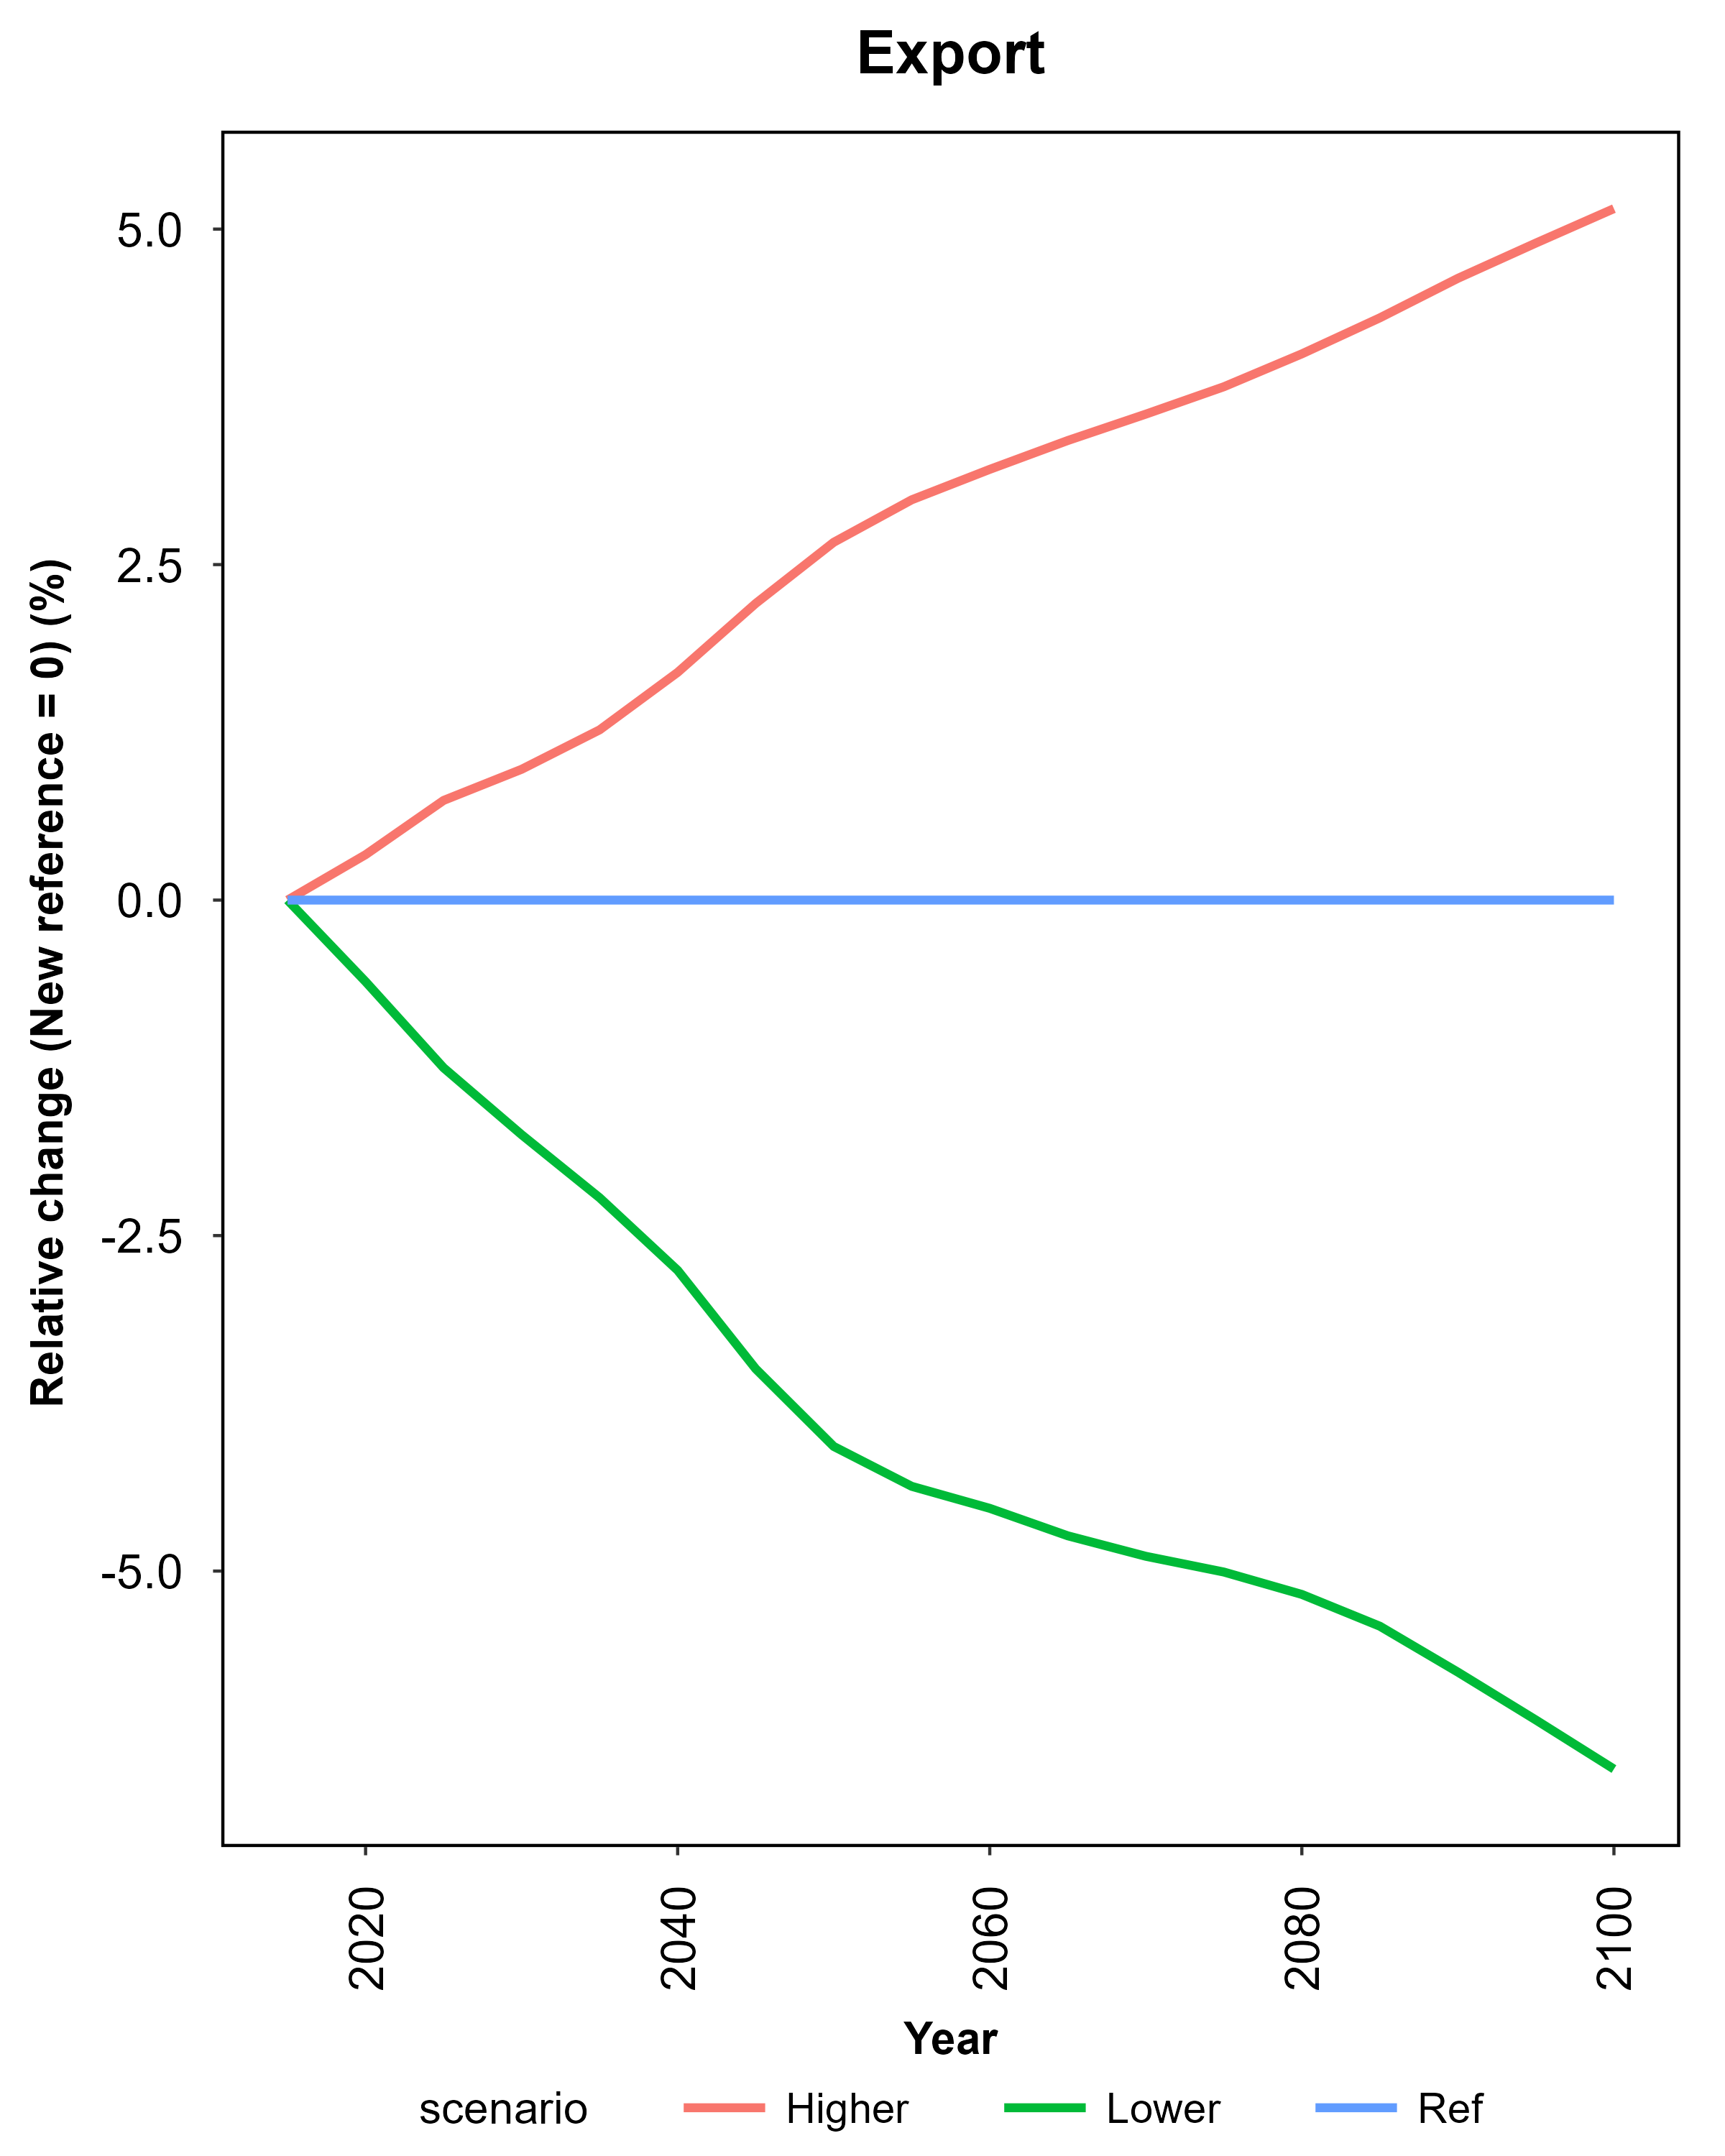 Export
Relative change (New reference = 0) (%)
5.0
2.5
0.0
-2.5
-5.0
2020
2040
2060
2080
2100
Year
scenario Higher Lower Ref